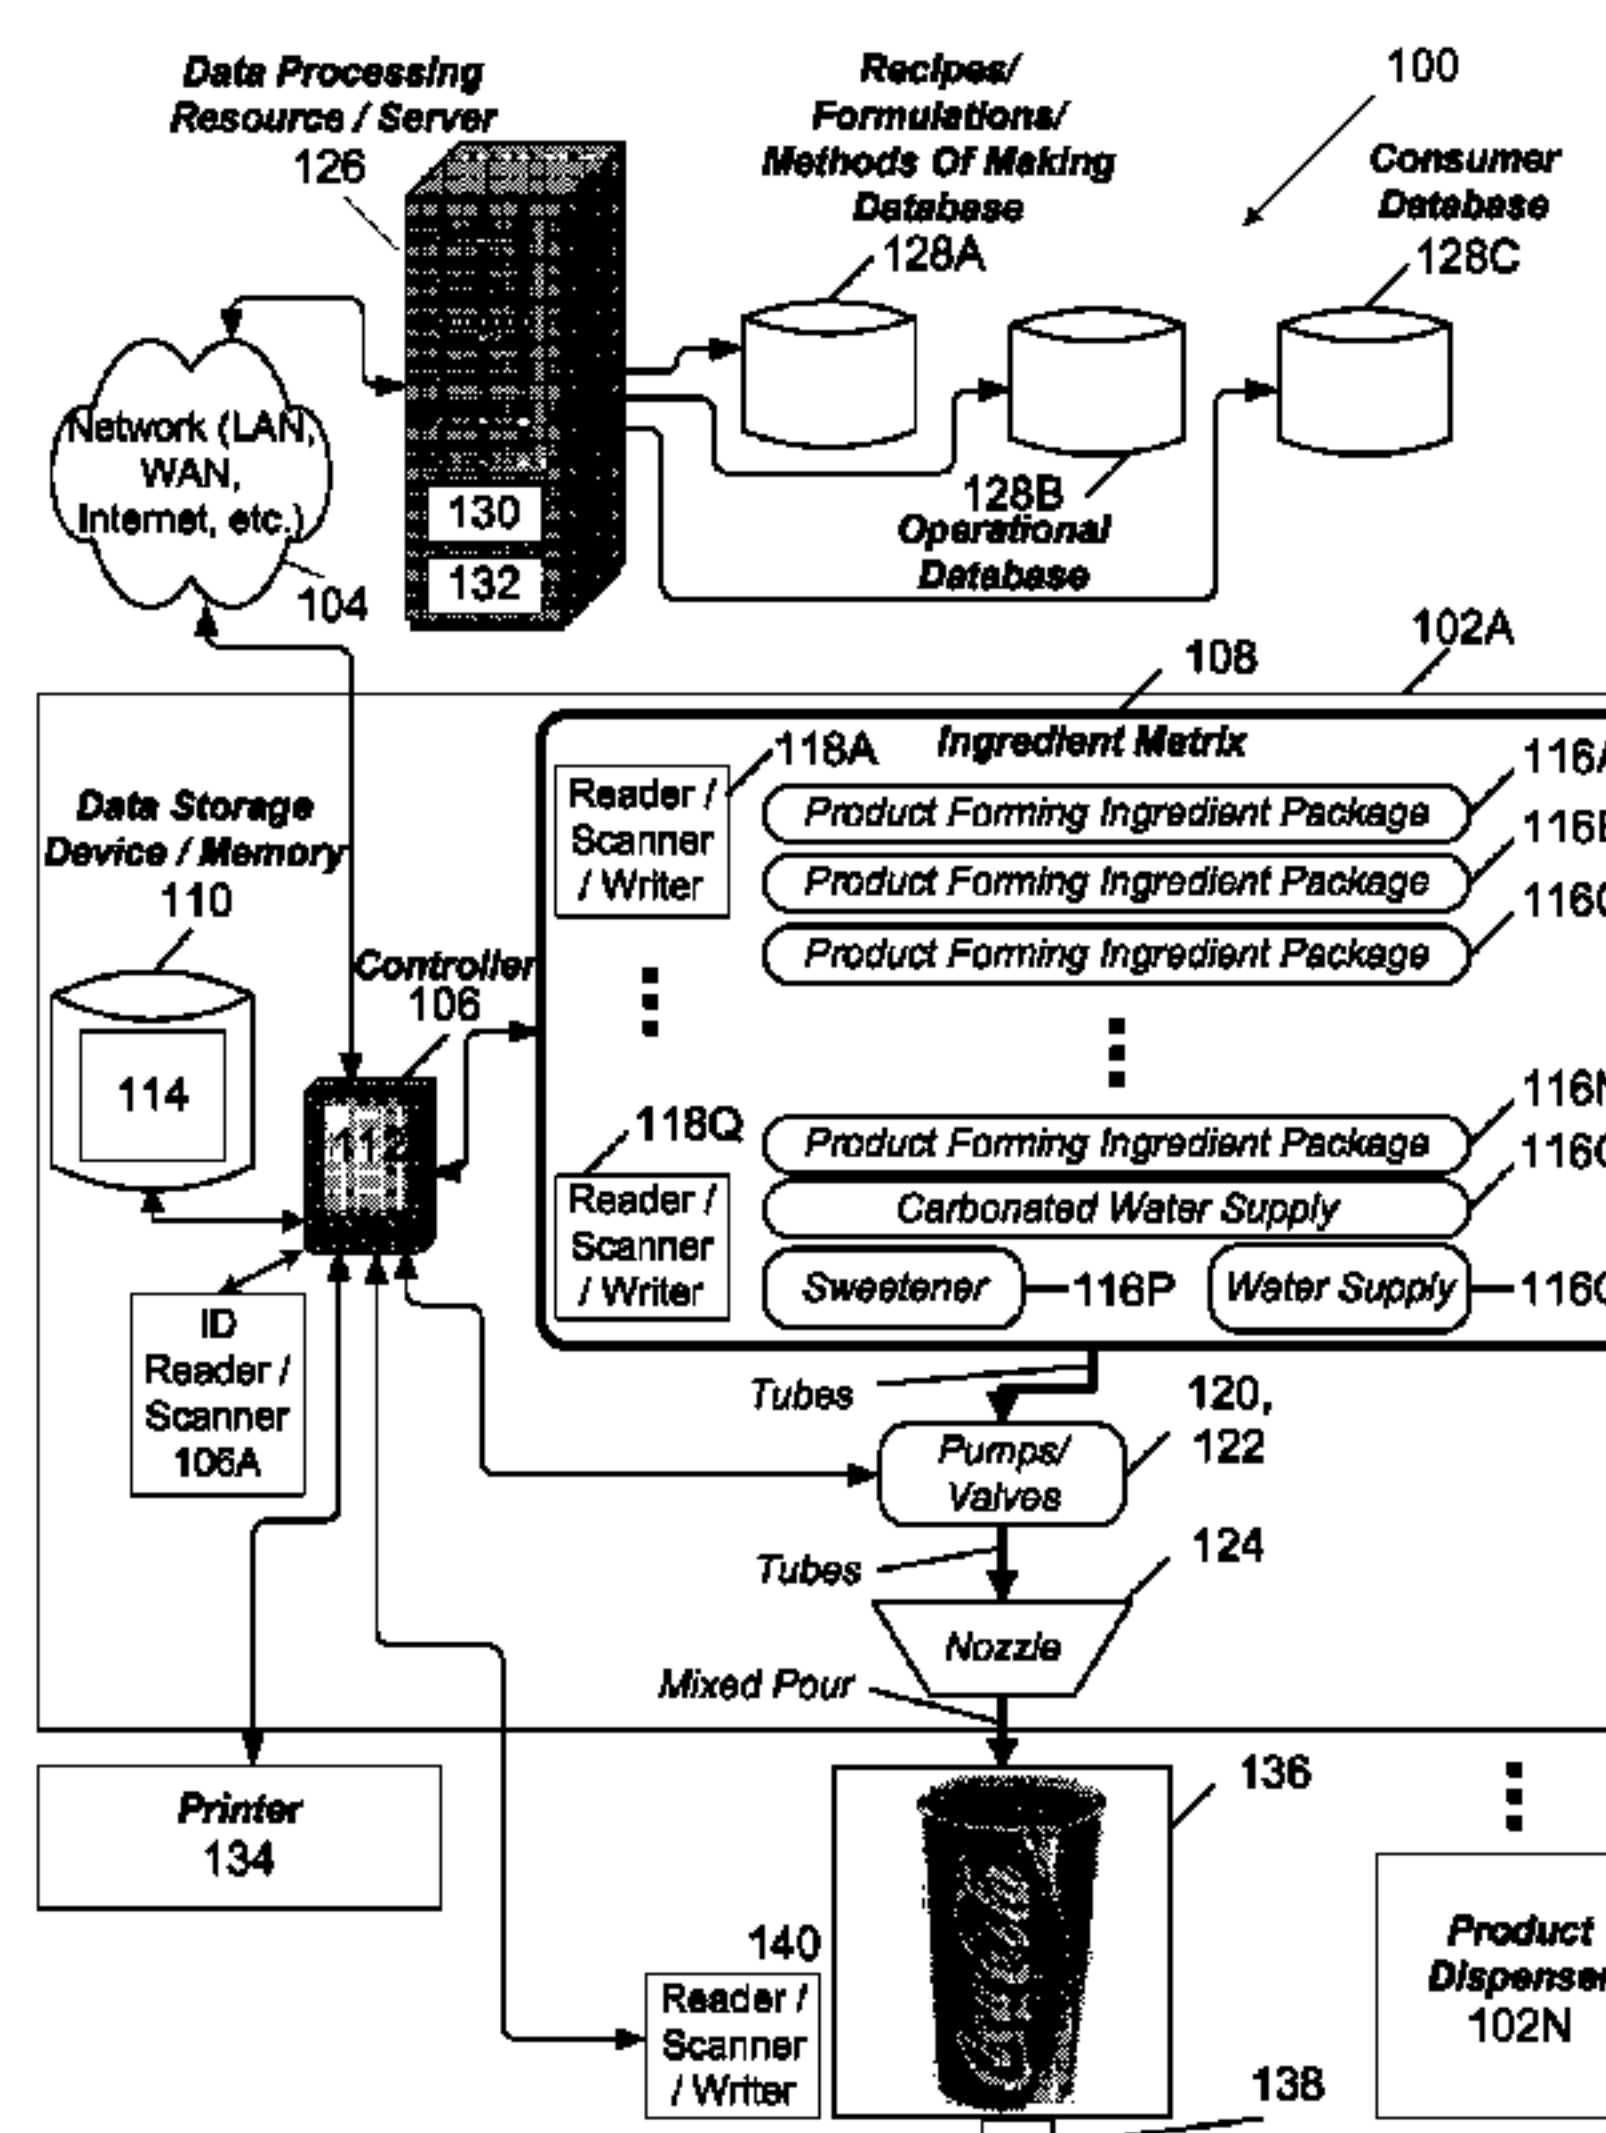 Data Processing
Resource / Server
126
Recipes/
Formulations/
Methods Of Making
Database
128A
100
Consumer
Database
128C
Network (LAN,
WAN,
Internet, etc.)
104
130
132
128B
Operational
Database
102A
108
Ingredient Matrix
118A
Reader /
Scanner
/ Writer
Product Forming Ingredient Package
116A
Product Forming Ingredient Package
116B
Product Forming Ingredient Package
116C
Data Storage
Device / Memory
110
114
Controller
106
112
118Q
Reader /
Scanner
/ Writer
Product Forming Ingredient Package
116N
Carbonated Water Supply
Sweetener
116P
Water Supply
ID
Reader /
Scanner
106A
Tubes
Pumps/
Valves
120,
122
Tubes
124
Nozzle
Mixed Pour
Printer
134
136
140
Reader /
Scanner
/ Writer
Product
Dispenser
102N
138